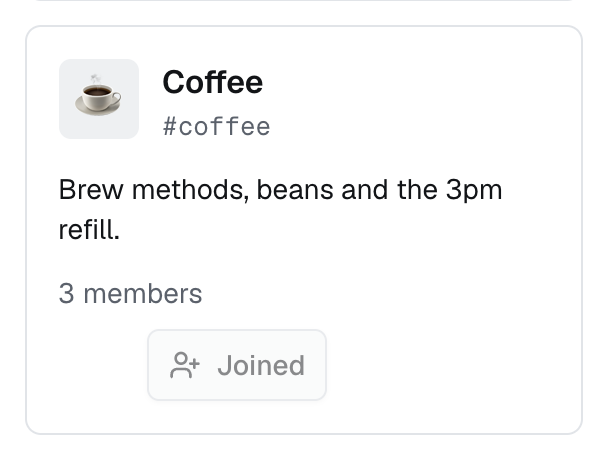 Coffee
#coffee
Brew methods, beans and the 3pm
refill.
3 members
Joined